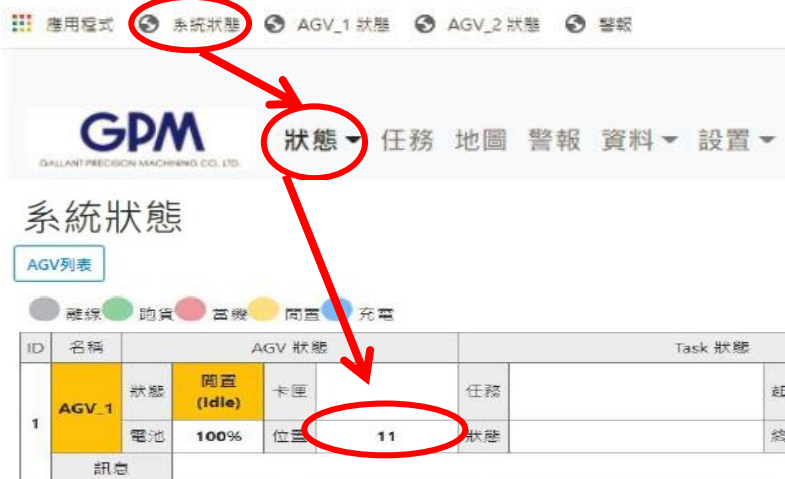 應用程式 系統狀態 AGV_1 狀態 AGV_2 狀態 警報
GPM 狀態 任務 地圖 警報 資料 設置
GALLANT PRECISION MACHINING CO. LTD.
系統狀態
AGV列表
離線 跑貨 當機 閒置 充電
ID 名稱 AGV 狀態 Task 狀態
1 AGV_1 狀態 閒置 (Idle) 卡匣 任務 起
電池 100% 位置 11 狀態 終
訊息